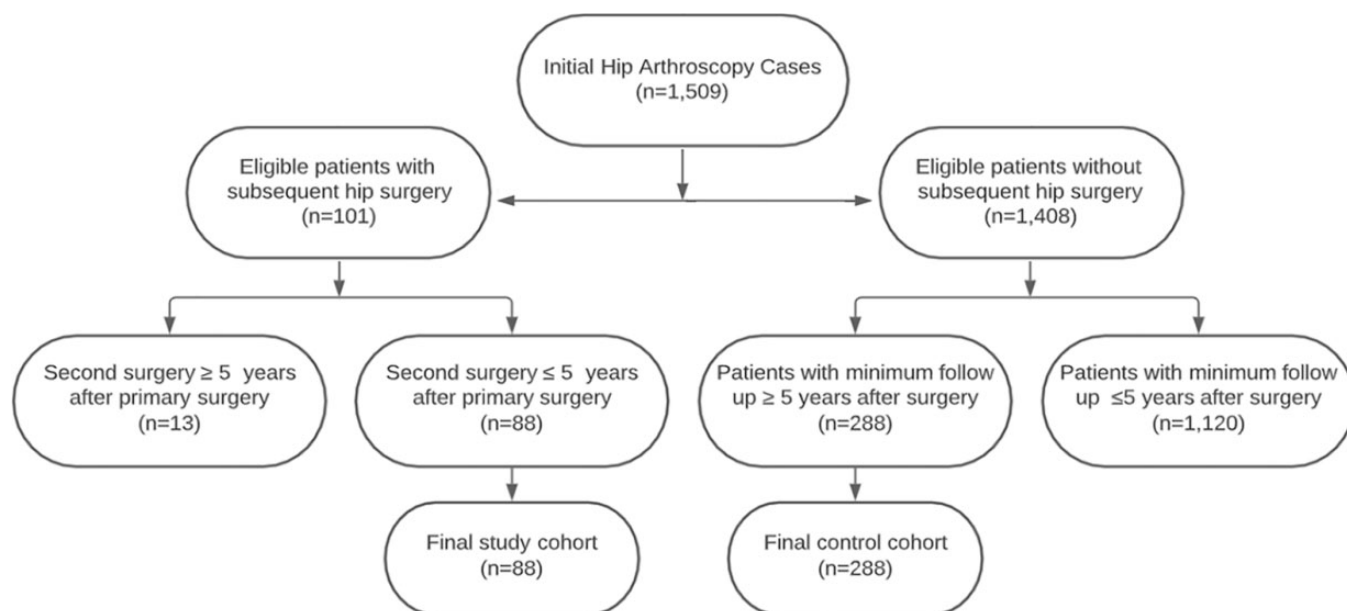 Initial Hip Arthroscopy Cases
(n=1,509)
Eligible patients with
subsequent hip surgery
(n=101)
Eligible patients without
subsequent hip surgery
(n=1,408)
Second surgery ≥ 5 years
after primary surgery
(n=13)
Second surgery ≤ 5 years
after primary surgery
(n=88)
Patients with minimum follow
up ≥ 5 years after surgery
(n=288)
Patients with minimum follow
up ≤5 years after surgery
(n=1,120)
Final study cohort
(n=88)
Final control cohort
(n=288)